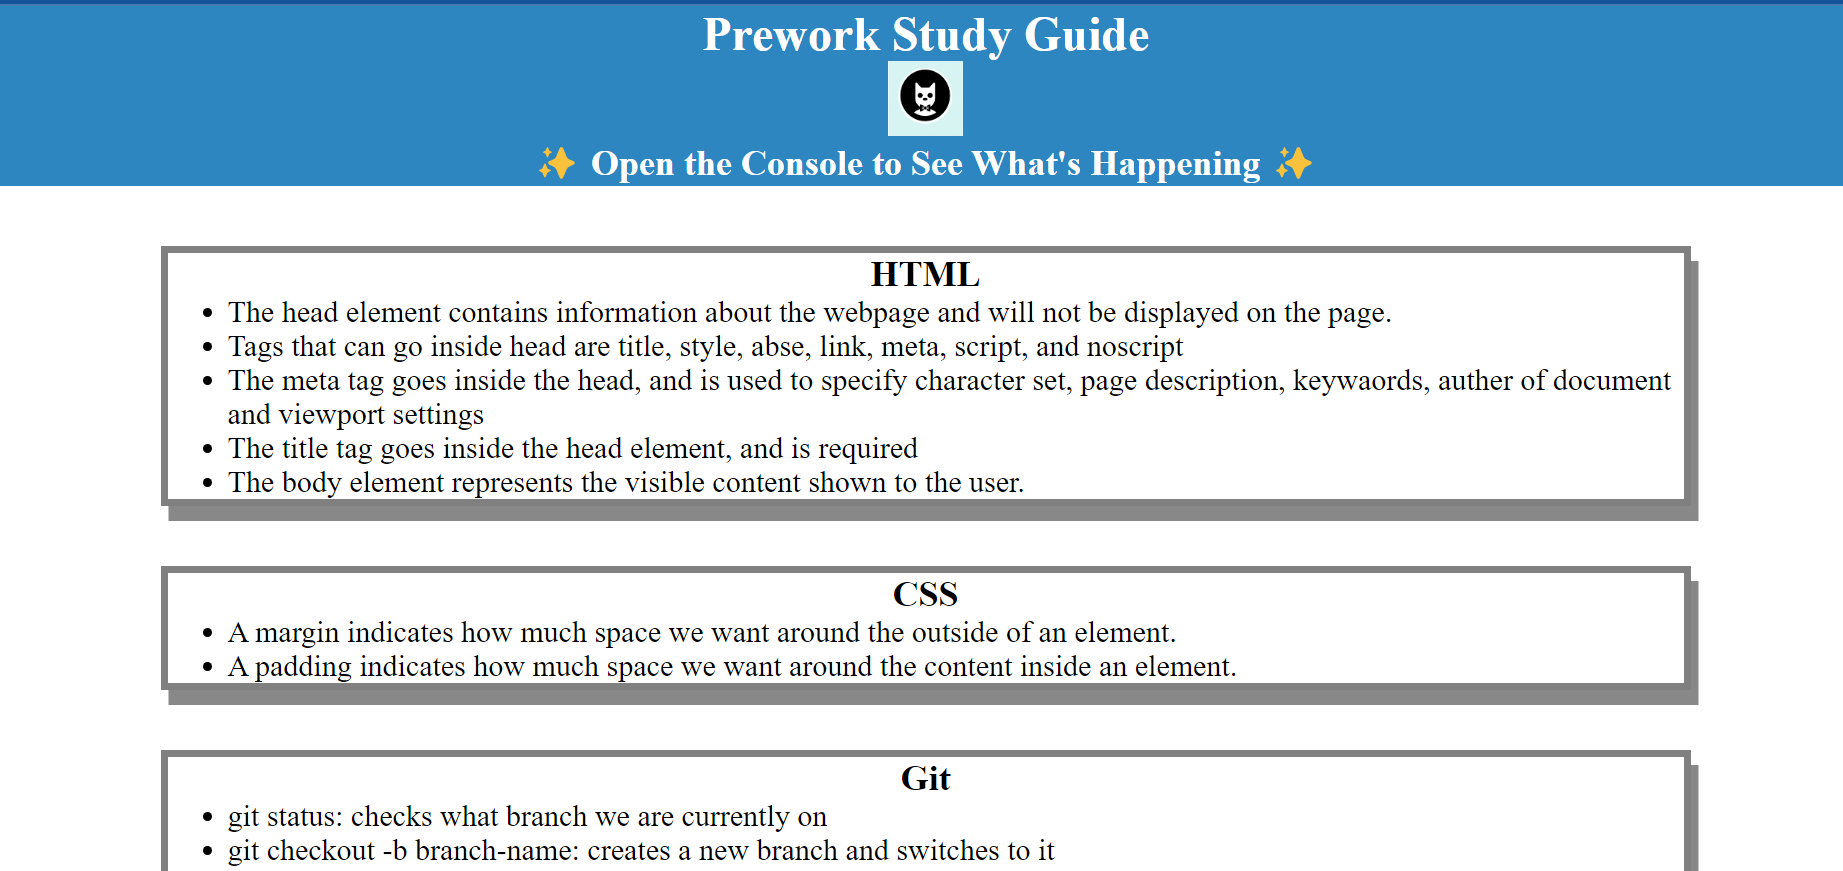 Prework Study Guide
✨ Open the Console to See What's Happening ✨
HTML
• The head element contains information about the webpage and will not be displayed on the page.
• Tags that can go inside head are title, style, abse, link, meta, script, and noscript
• The meta tag goes inside the head, and is used to specify character set, page description, keywaords, auther of document
and viewport settings
• The title tag goes inside the head element, and is required
• The body element represents the visible content shown to the user.
CSS
• A margin indicates how much space we want around the outside of an element.
• A padding indicates how much space we want around the content inside an element.
Git
• git status: checks what branch we are currently on
• git checkout -b branch-name: creates a new branch and switches to it